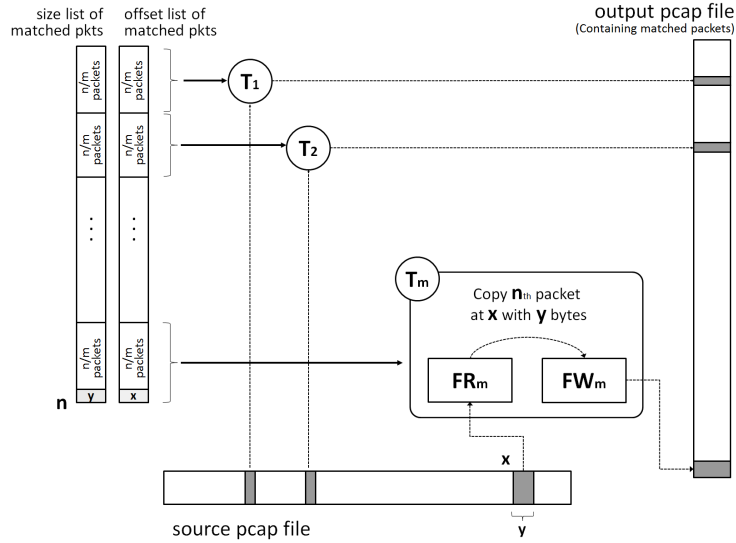 size list of
matched pkts
offset list of
matched pkts
output pcap file
(Containing matched packets)
n/m
packets
n/m
packets
T1
n/m
packets
n/m
packets
T2
Tm
Copy nth packet
at x with y bytes
n/m
packets
n/m
packets
FRm
FWm
n
y
x
x
source pcap file
y